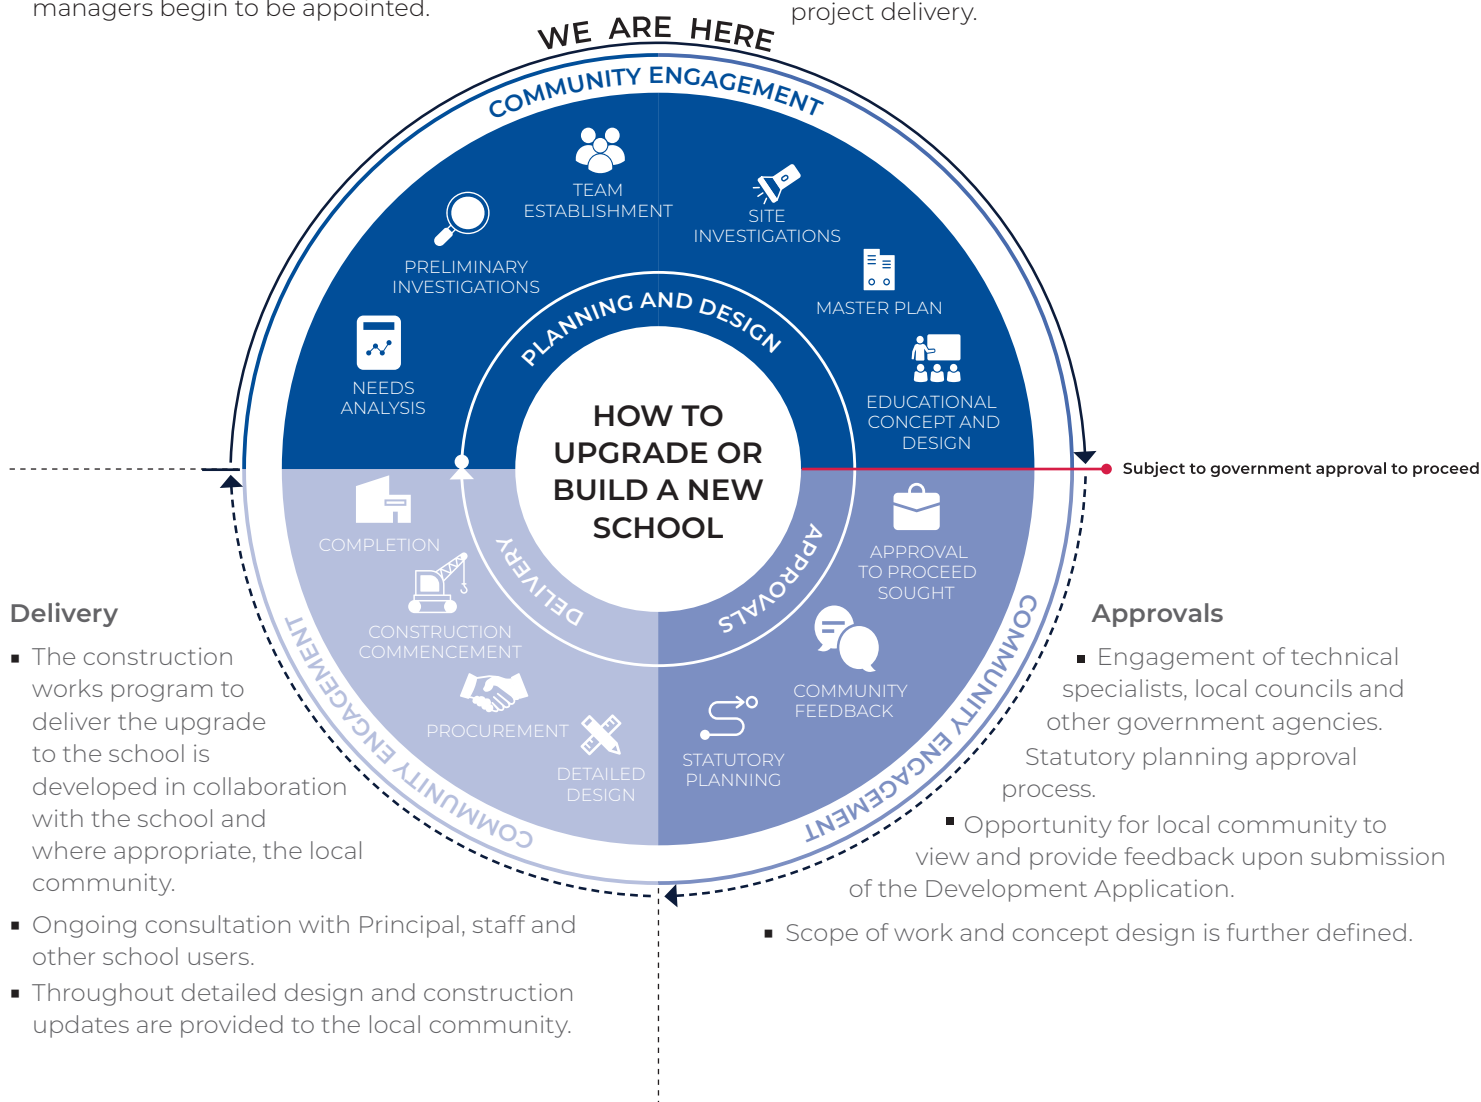 managers begin to be appointed.
project delivery.
WE ARE HERE
COMMUNITY ENGAGEMENT
TEAM
ESTABLISHMENT
SITE
INVESTIGATIONS
PRELIMINARY
INVESTIGATIONS
MASTER PLAN
NEEDS
ANALYSIS
EDUCATIONAL
CONCEPT AND
DESIGN
PLANNING AND DESIGN
HOW TO
UPGRADE OR
BUILD A NEW
SCHOOL
Subject to government approval to proceed
APPROVALS
APPROVAL
TO PROCEED
SOUGHT
COMMUNITY
FEEDBACK
STATUTORY
PLANNING
COMMUNITY ENGAGEMENT
DELIVERY
COMPLETION
CONSTRUCTION
COMMENCEMENT
PROCUREMENT
DETAILED
DESIGN
COMMUNITY ENGAGEMENT
Delivery
▪ The construction
works program to
deliver the upgrade
to the school is
developed in collaboration
with the school and
where appropriate, the local
community.
▪ Ongoing consultation with Principal, staff and
other school users.
▪ Throughout detailed design and construction
updates are provided to the local community.
Approvals
▪ Engagement of technical
specialists, local councils and
other government agencies.
Statutory planning approval
process.
▪ Opportunity for local community to
view and provide feedback upon submission
of the Development Application.
▪ Scope of work and concept design is further defined.